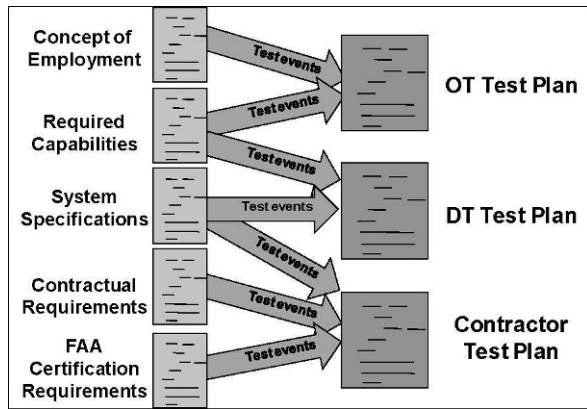 Concept of
Employment
Required
Capabilities
System
Specifications
Contractual
Requirements
FAA
Certification
Requirements
Test events
Test events
Test events
Test events
Test events
Test events
Test events
OT Test Plan
DT Test Plan
Contractor
Test Plan